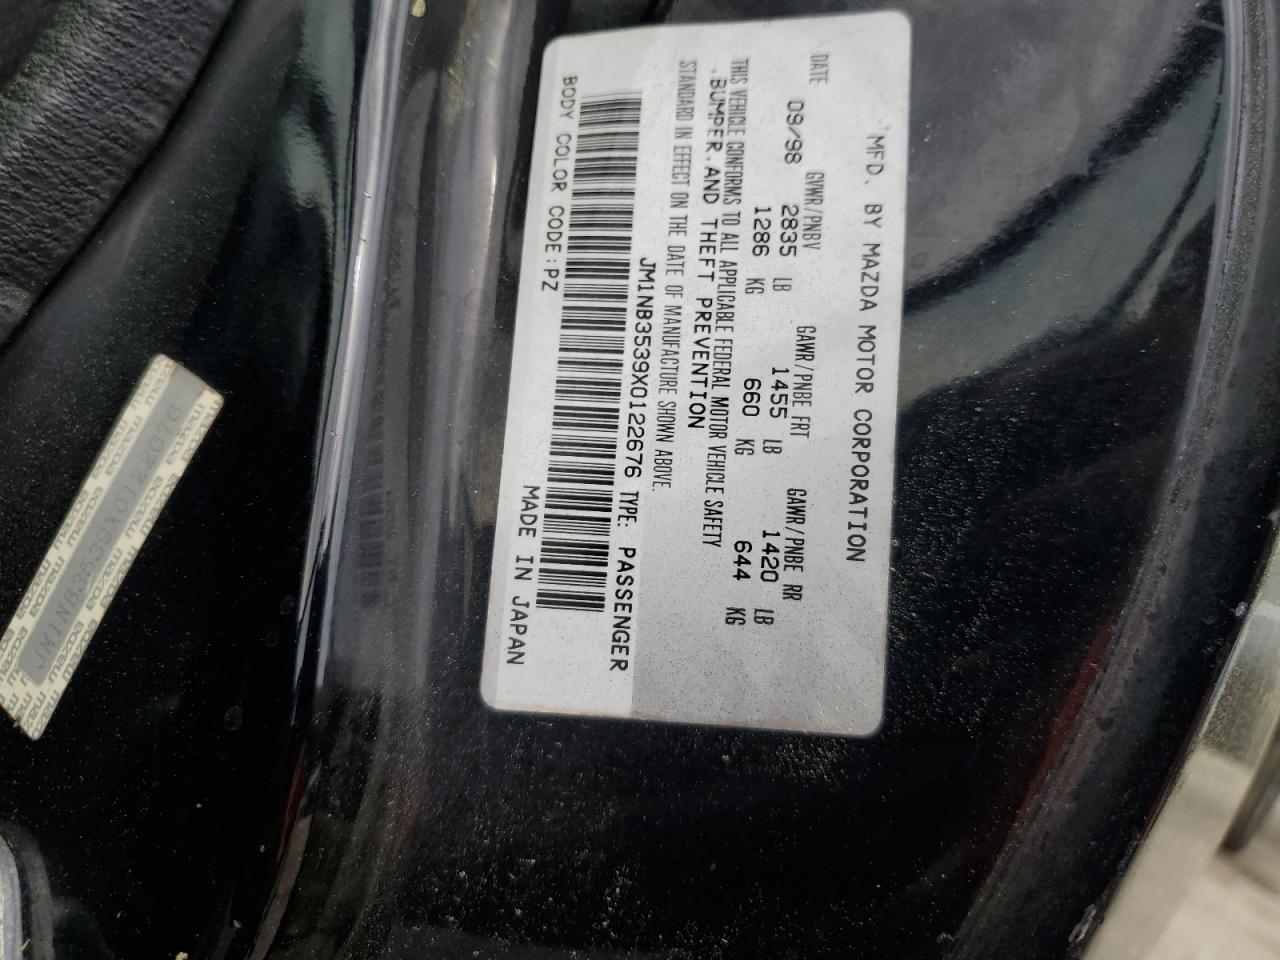 MFD. BY MAZDA MOTOR CORPORATION
DATE GVWR/PNBV GAWR/PNBE FRT GAWR/PNBE RR
09/98 2835 LB 1455 LB 1420 LB
1286 KG 660 KG 644 KG
THIS VEHICLE CONFORMS TO ALL APPLICABLE FEDERAL MOTOR VEHICLE SAFETY
,BUMPER,AND THEFT PREVENTION
STANDARD IN EFFECT ON THE DATE OF MANUFACTURE SHOWN ABOVE.
JM1NB3539X0122676 TYPE: PASSENGER
BODY COLOR CODE:PZ MADE IN JAPAN
JM1NB3539X0122676
mazda mazda mazda mazda